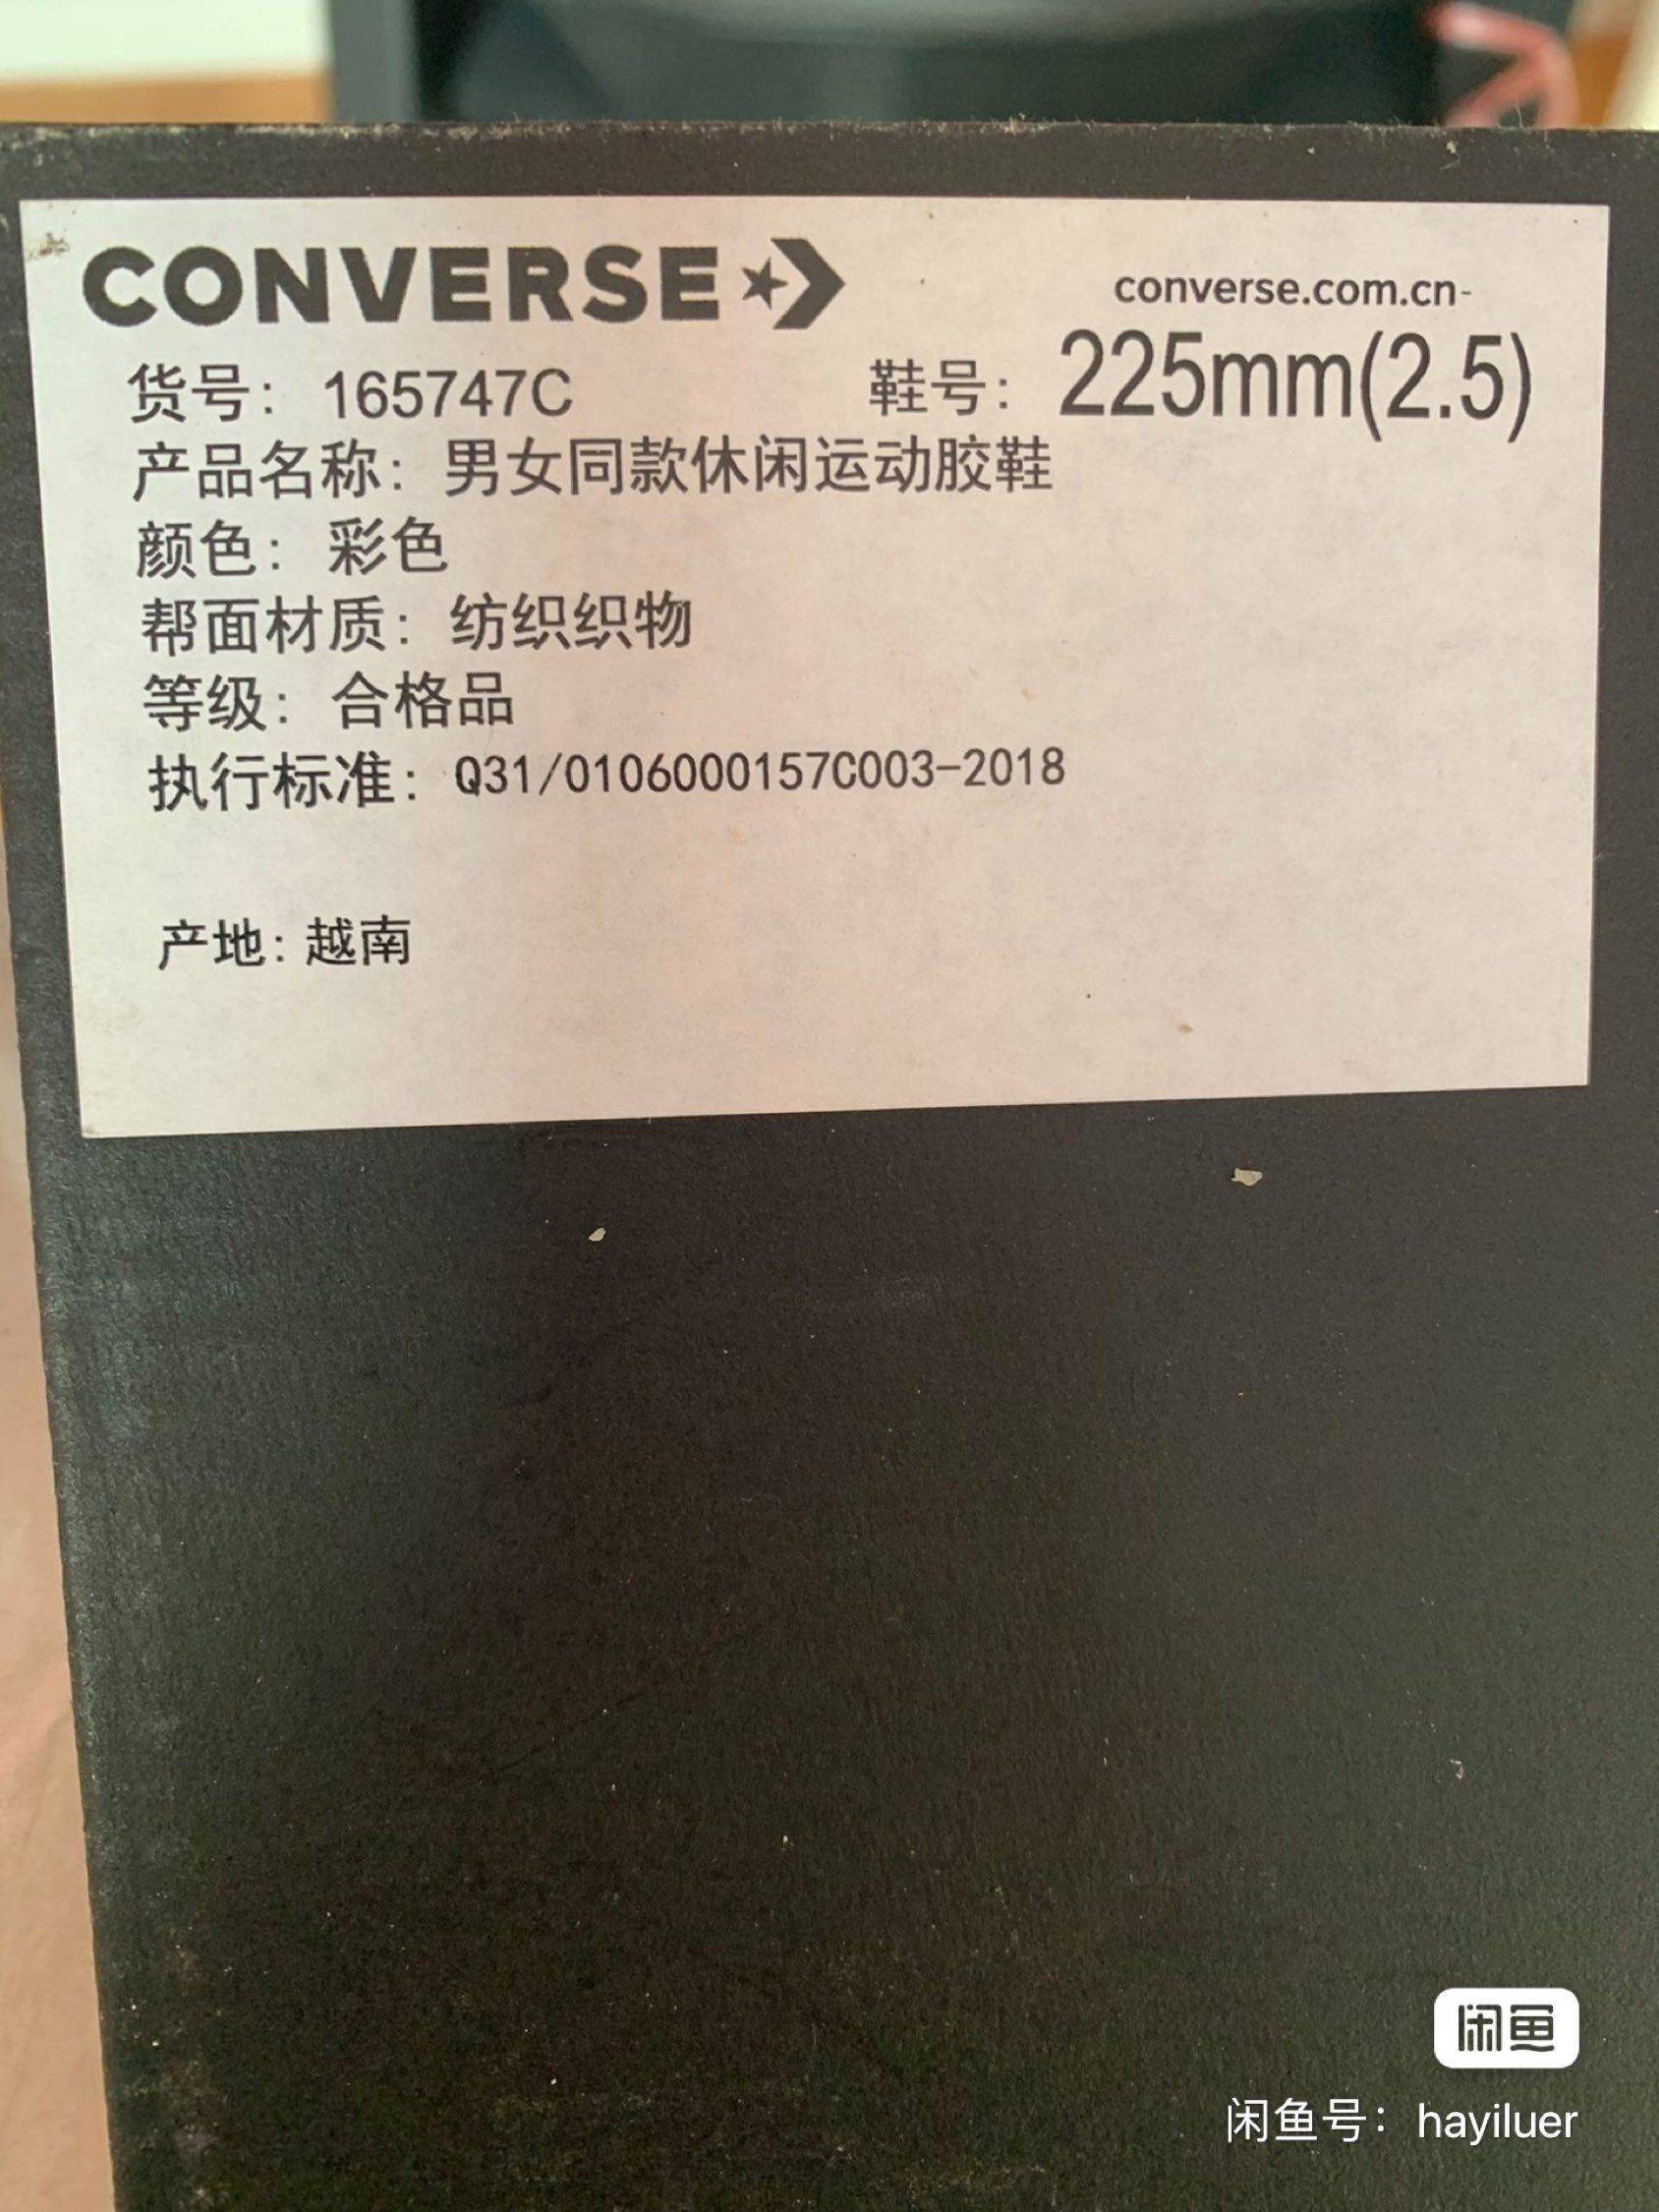 CONVERSE
converse.com.cn-
货号: 165747C 鞋号: 225mm(2.5)
产品名称: 男女同款休闲运动胶鞋
颜色: 彩色
帮面材质: 纺织织物
等级: 合格品
执行标准: Q31/0106000157C003-2018
产地: 越南
闲鱼
闲鱼号: hayiluer